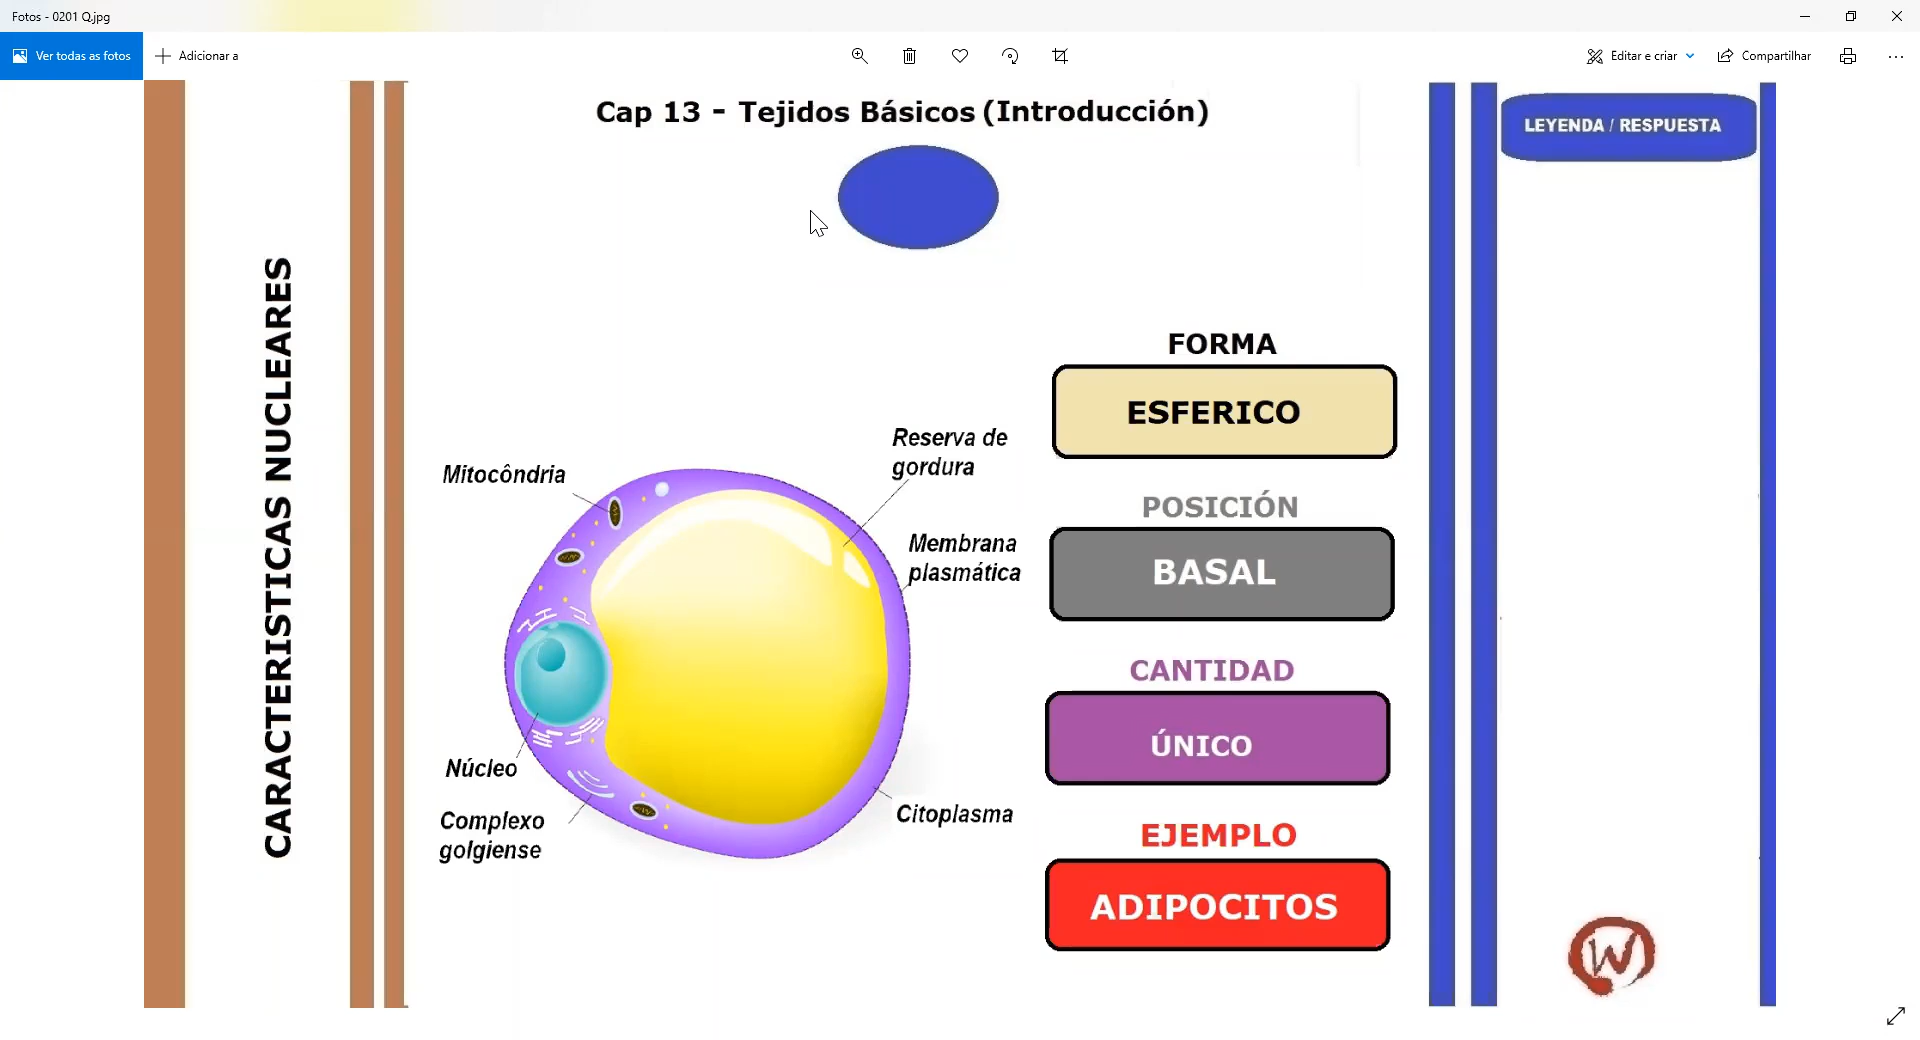 Fotos - 0201 Q.jpg
Ver todas as fotos
Adicionar a
Editar e criar
Compartilhar
Cap 13 - Tejidos Básicos (Introducción)
LEYENDA / RESPUESTA
CARACTERISTICAS NUCLEARES
Mitocôndria
Reserva de
gordura
Membrana
plasmática
Núcleo
Complexo
golgiense
Citoplasma
FORMA
ESFERICO
POSICIÓN
BASAL
CANTIDAD
ÚNICO
EJEMPLO
ADIPOCITOS
W